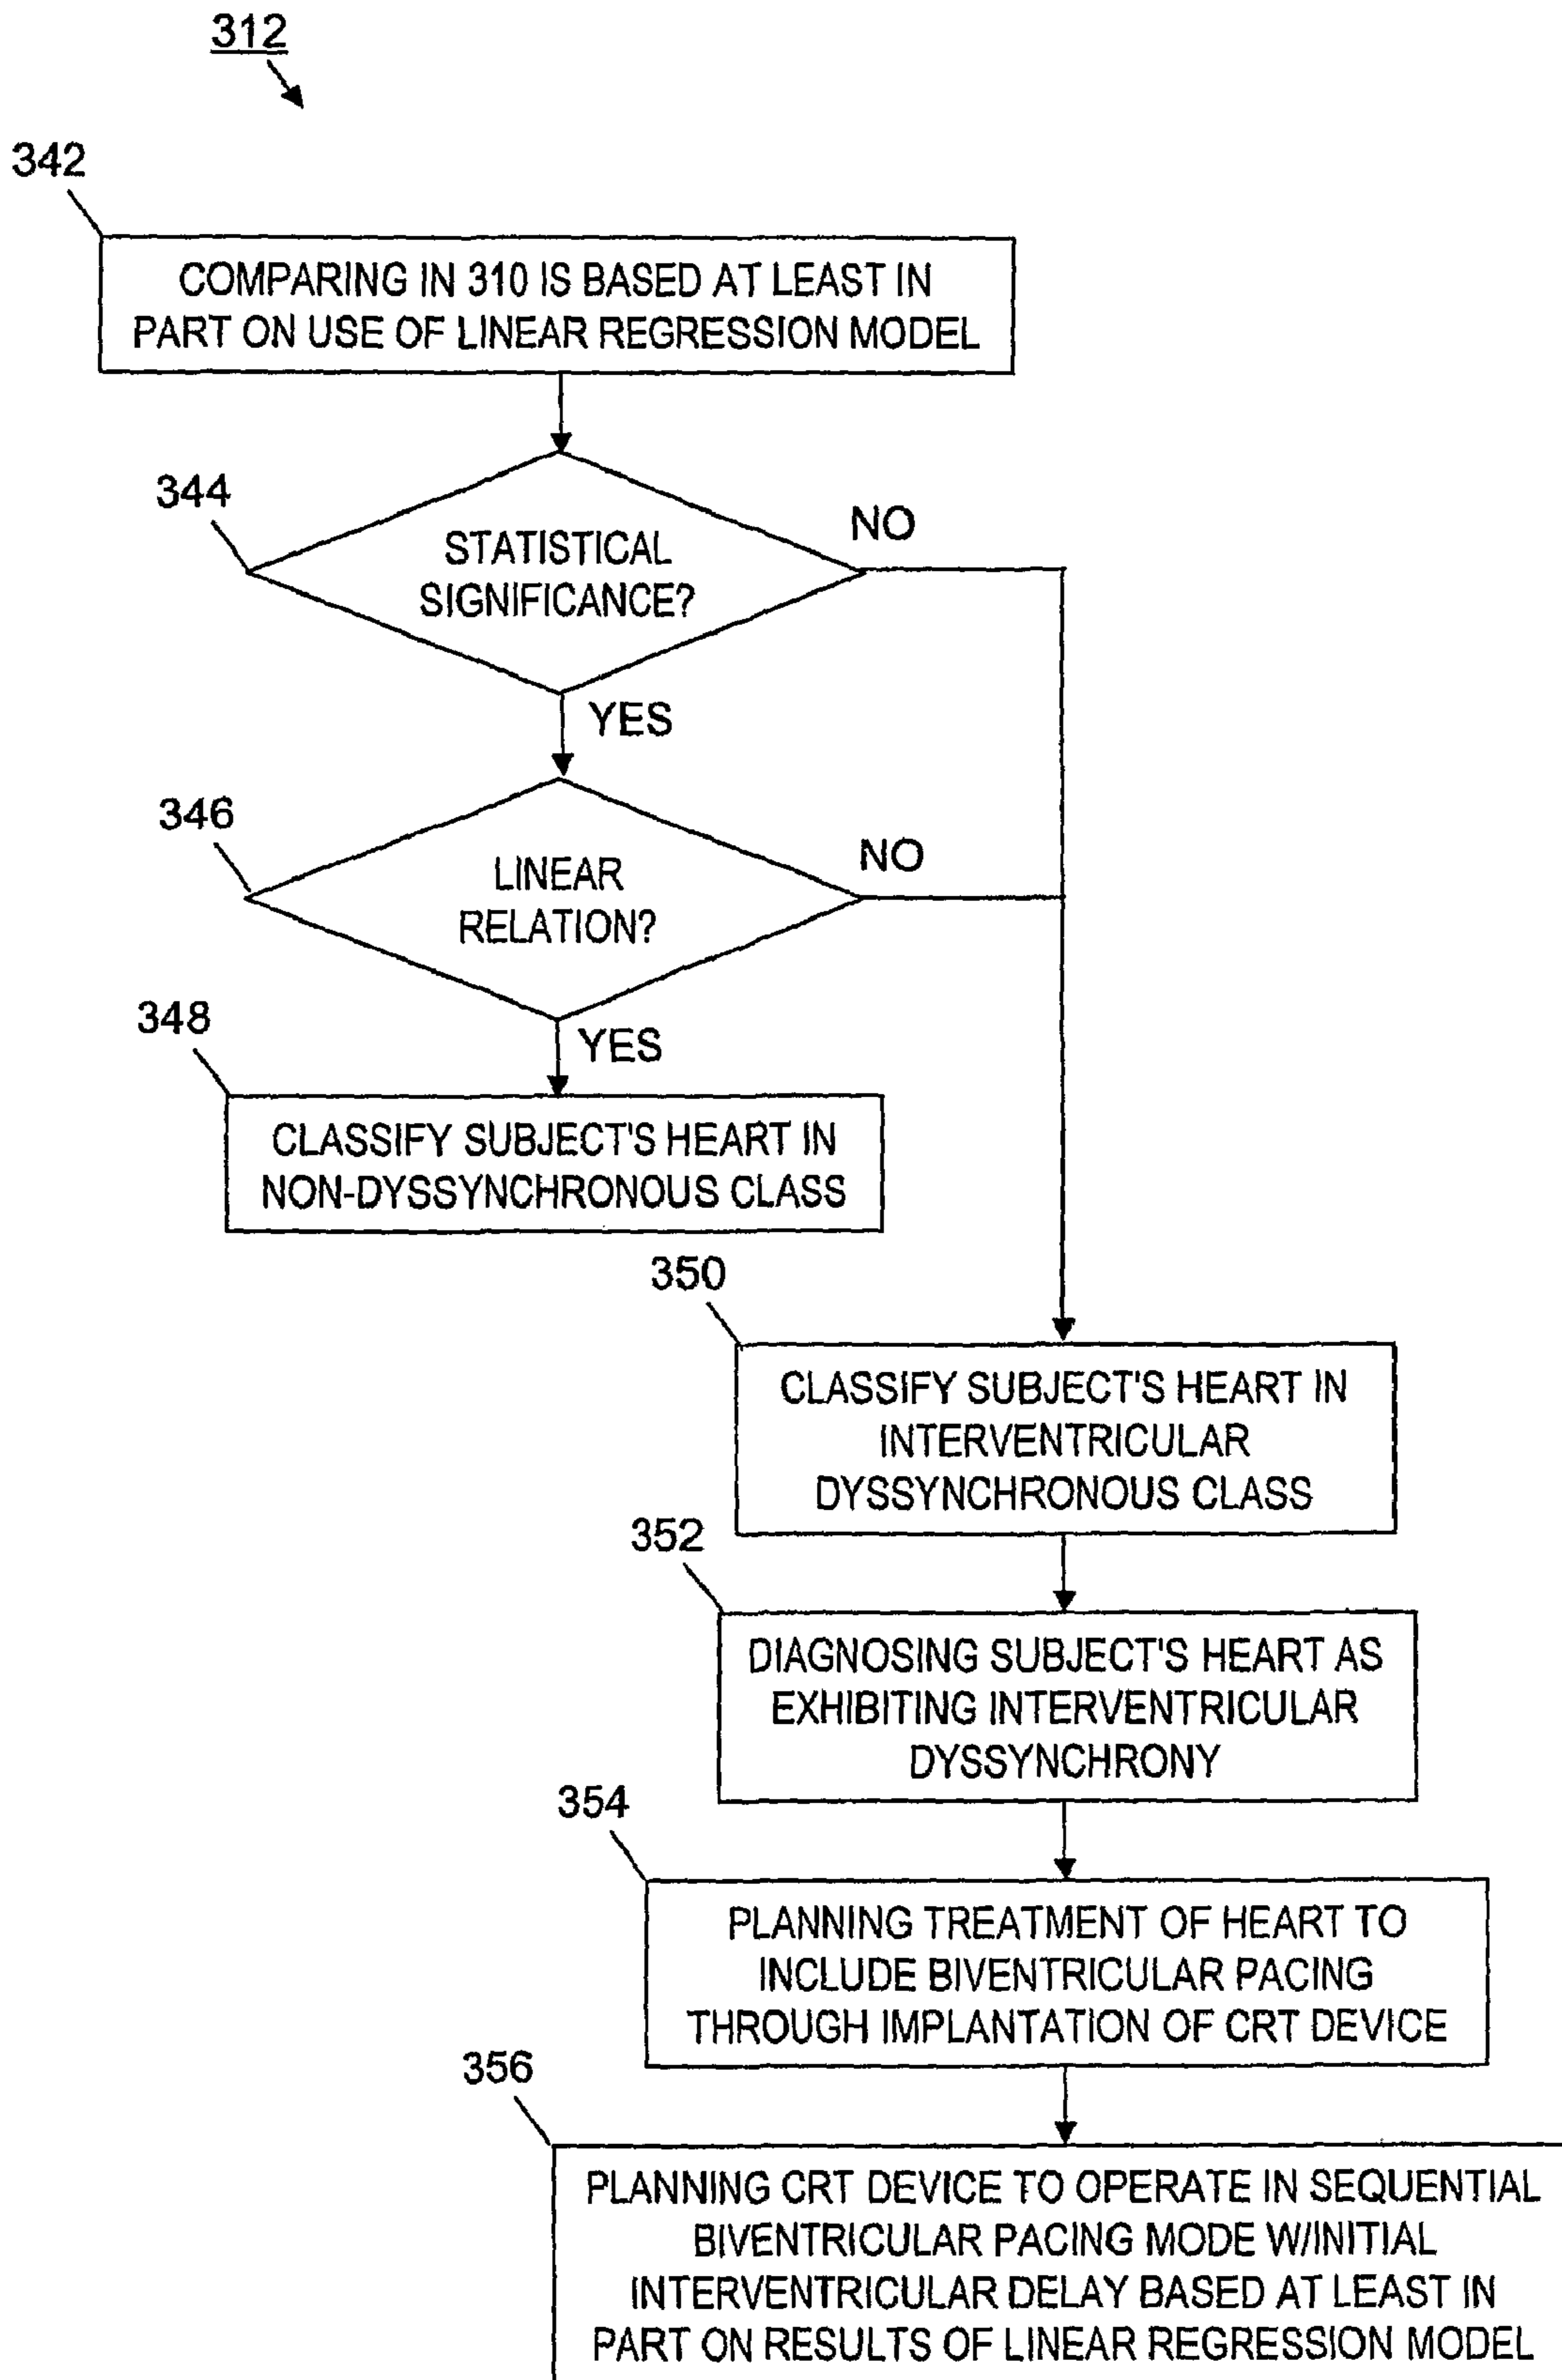 312
342
COMPARING IN 310 IS BASED AT LEAST IN
PART ON USE OF LINEAR REGRESSION MODEL
344
STATISTICAL
SIGNIFICANCE?
NO
YES
346
LINEAR
RELATION?
NO
YES
348
CLASSIFY SUBJECT'S HEART IN
NON-DYSSYNCHRONOUS CLASS
350
CLASSIFY SUBJECT'S HEART IN
INTERVENTRICULAR
DYSSYNCHRONOUS CLASS
352
DIAGNOSING SUBJECT'S HEART AS
EXHIBITING INTERVENTRICULAR
DYSSYNCHRONY
354
PLANNING TREATMENT OF HEART TO
INCLUDE BIVENTRICULAR PACING
THROUGH IMPLANTATION OF CRT DEVICE
356
PLANNING CRT DEVICE TO OPERATE IN SEQUENTIAL
BIVENTRICULAR PACING MODE W/INITIAL
INTERVENTRICULAR DELAY BASED AT LEAST IN
PART ON RESULTS OF LINEAR REGRESSION MODEL